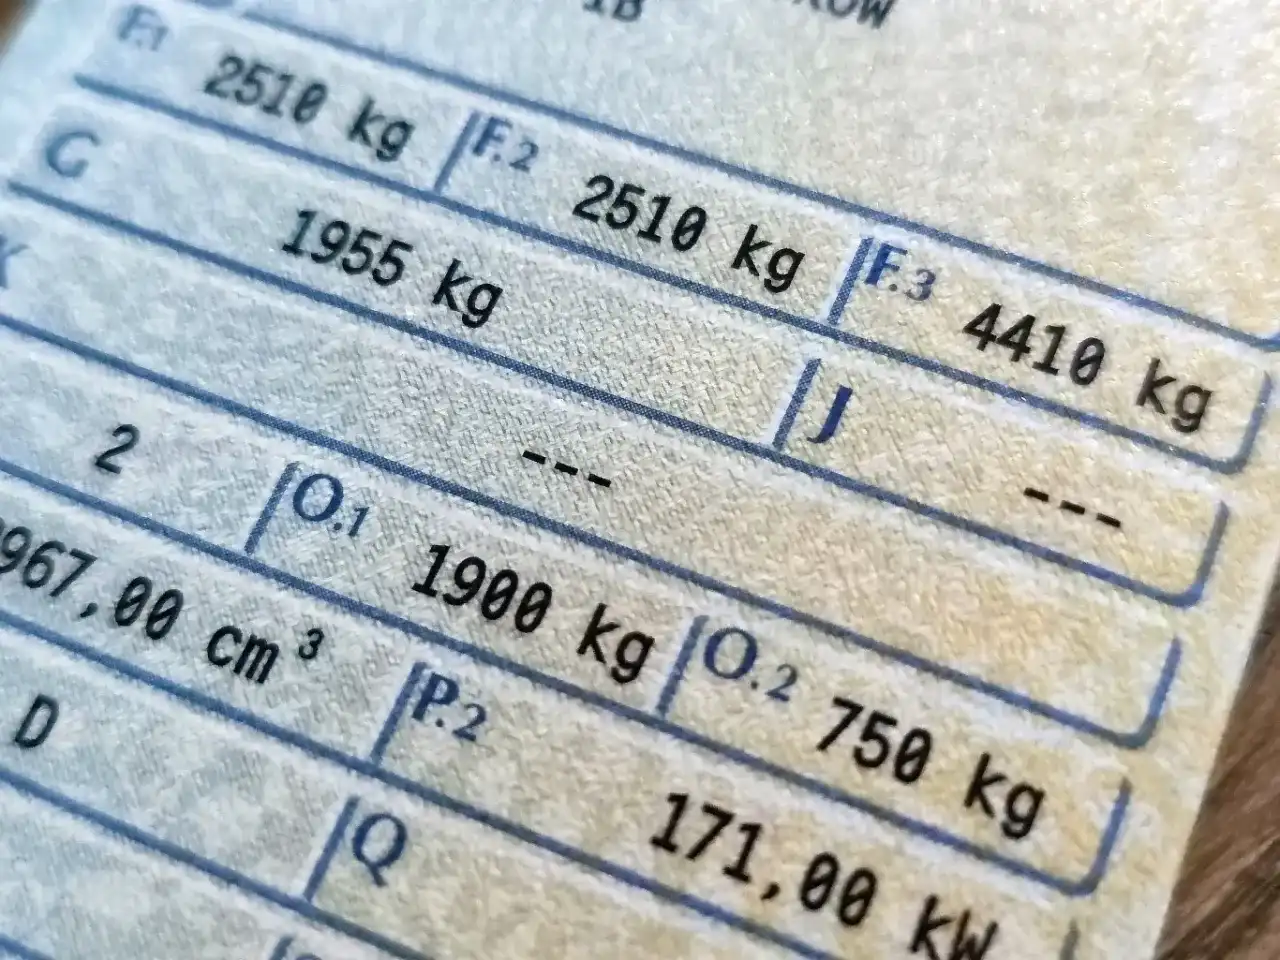 F.1 2510 kg F.2 2510 kg F.3 4410 kg
G 1955 kg J ---
K ---
2 O.1 1900 kg O.2 750 kg
967,00 cm³ P.2 171,00 kW
D Q